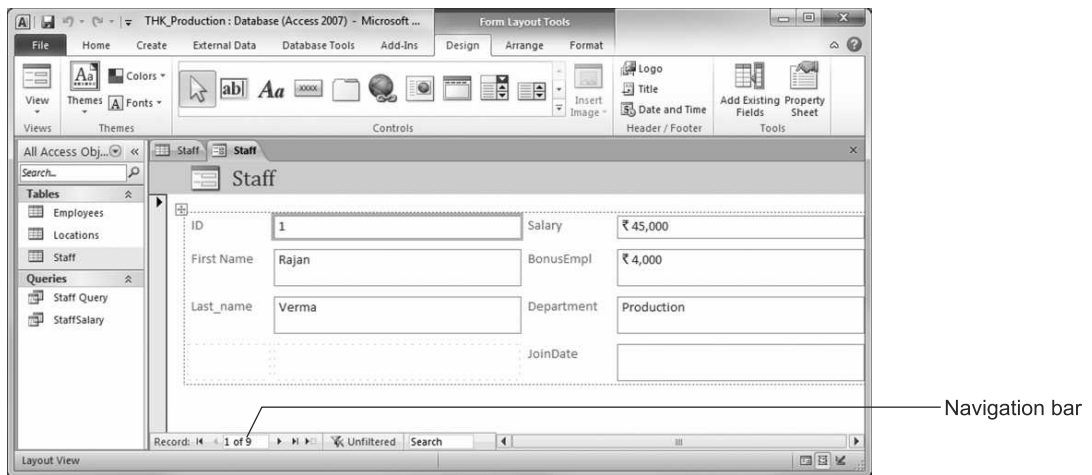 THK_Production : Database (Access 2007) - Microsoft ...
Form Layout Tools
File Home Create External Data Database Tools Add-Ins Design Arrange Format
View
Views
Aa
Themes
Colors
A Fonts
Themes
ab| Aa xxxx
Controls
Insert Image
Logo
Title
Date and Time
Header / Footer
Add Existing Fields
Property Sheet
Tools
All Access Obj...
Search...
Tables
Employees
Locations
Staff
Queries
Staff Query
StaffSalary
Staff Staff
Staff
ID 1 Salary ₹ 45,000
First Name Rajan BonusEmpl ₹ 4,000
Last_name Verma Department Production
JoinDate
Navigation bar
Record: 1 of 9 Unfiltered Search
Layout View